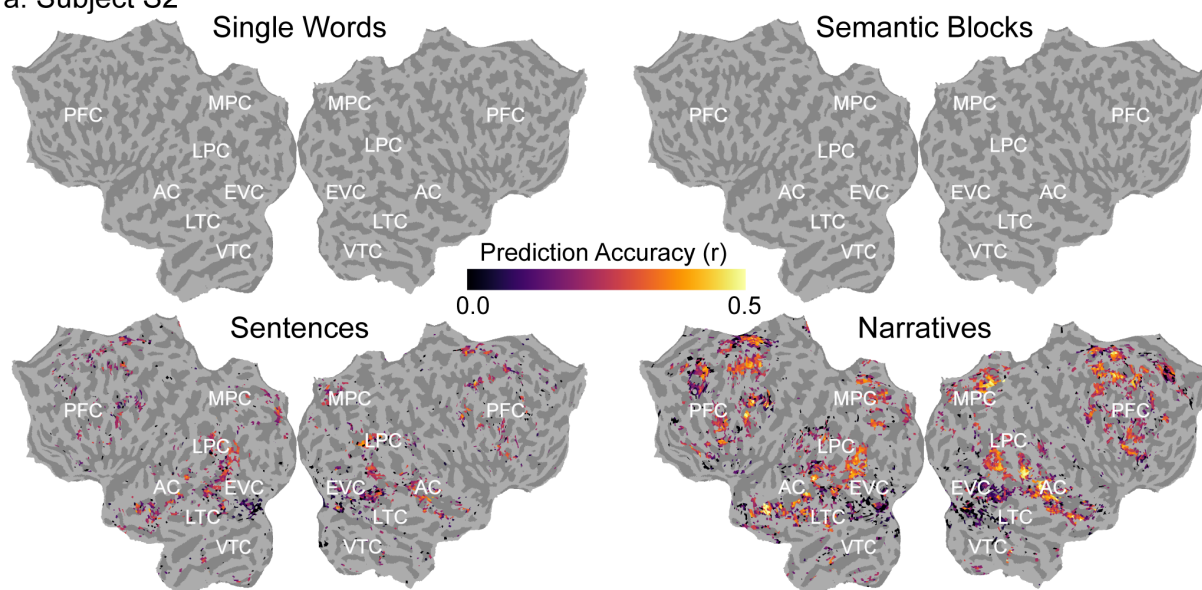 a. Subject S2
Single Words
Semantic Blocks
PFC MPC MPC PFC
LPC LPC
AC EVC EVC AC
LTC LTC
VTC VTC
PFC MPC MPC PFC
LPC LPC
AC EVC EVC AC
LTC LTC
VTC VTC
Prediction Accuracy (r)
0.0 0.5
Sentences
Narratives
PFC MPC MPC PFC
LPC LPC
AC EVC EVC AC
LTC LTC
VTC VTC
PFC MPC MPC PFC
LPC LPC
AC EVC EVC AC
LTC LTC
VTC VTC